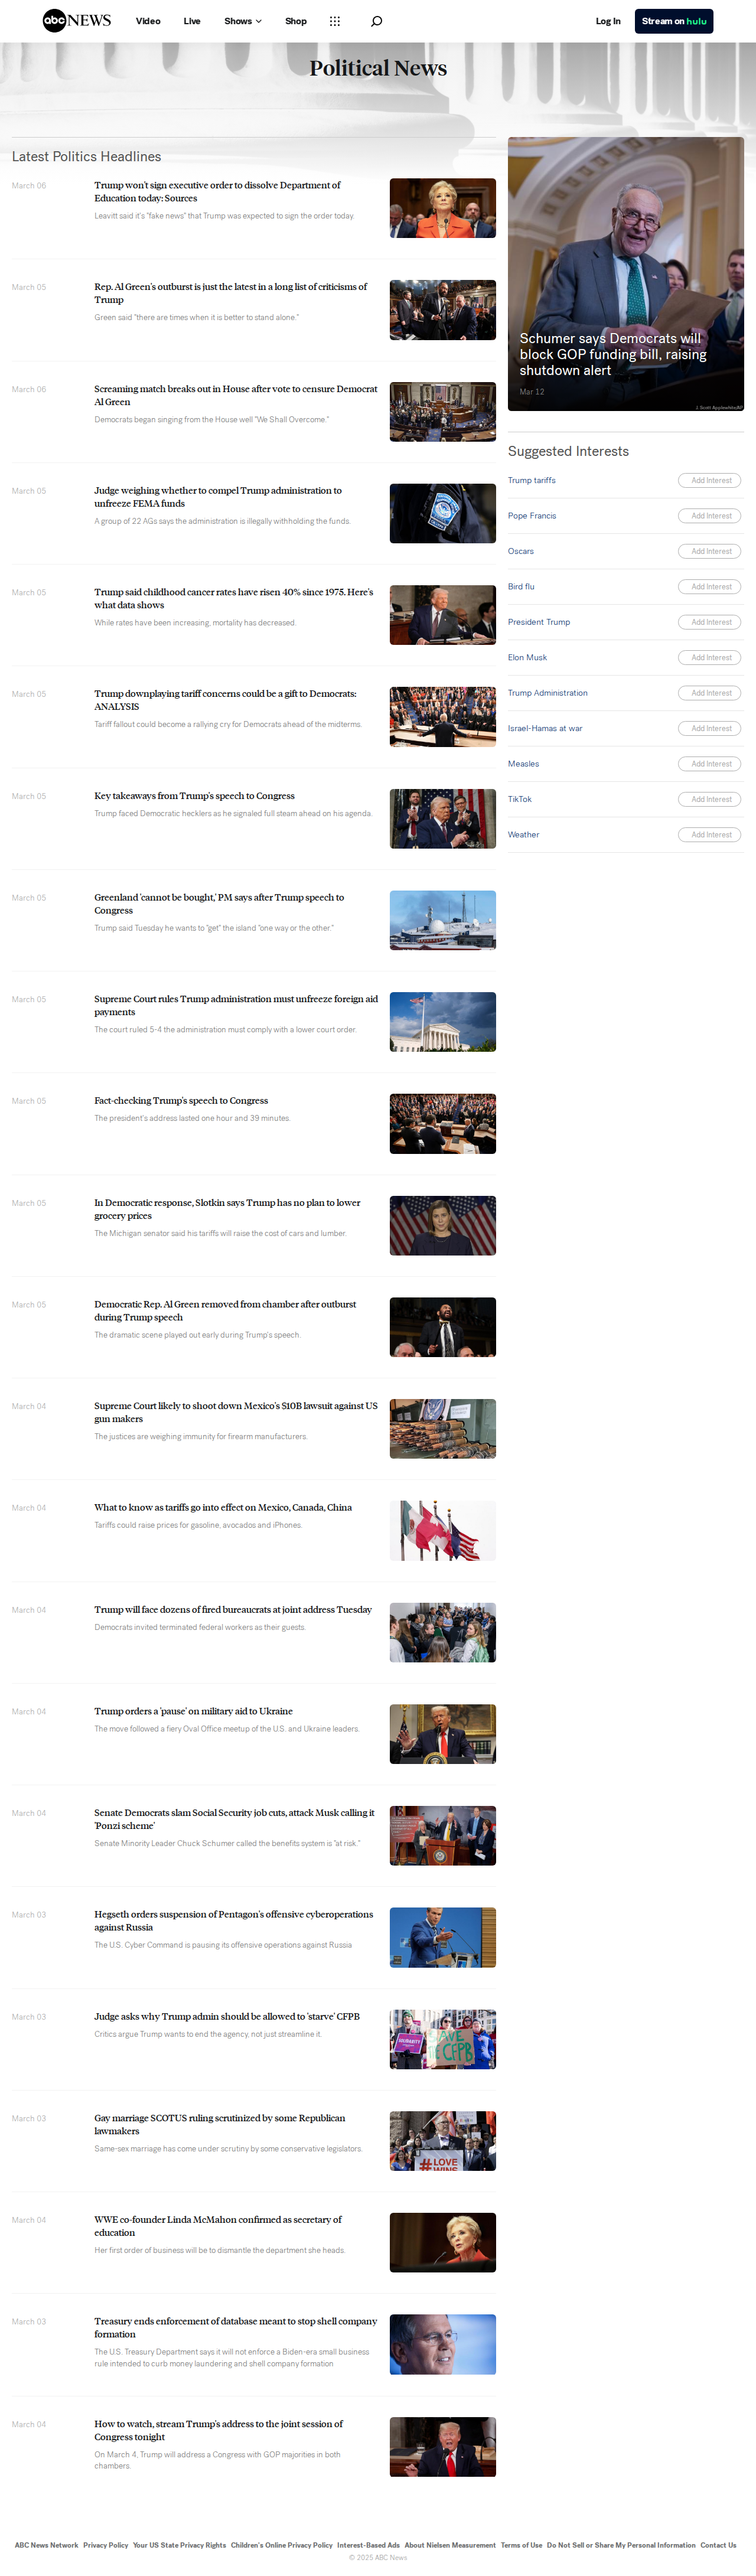 abc NEWS
Video
Live
Shows
Shop
Log In
Stream on hulu
Political News
Latest Politics Headlines
March 06
Trump won't sign executive order to dissolve Department of
Education today: Sources
Leavitt said it's "fake news" that Trump was expected to sign the order today.
March 05
Rep. Al Green's outburst is just the latest in a long list of criticisms of
Trump
Green said "there are times when it is better to stand alone."
March 06
Screaming match breaks out in House after vote to censure Democrat
Al Green
Democrats began singing from the House well "We Shall Overcome."
March 05
Judge weighing whether to compel Trump administration to
unfreeze FEMA funds
A group of 22 AGs says the administration is illegally withholding the funds.
March 05
Trump said childhood cancer rates have risen 40% since 1975. Here's
what data shows
While rates have been increasing, mortality has decreased.
March 05
Trump downplaying tariff concerns could be a gift to Democrats:
ANALYSIS
Tariff fallout could become a rallying cry for Democrats ahead of the midterms.
March 05
Key takeaways from Trump's speech to Congress
Trump faced Democratic hecklers as he signaled full steam ahead on his agenda.
March 05
Greenland 'cannot be bought,' PM says after Trump speech to
Congress
Trump said Tuesday he wants to "get" the island "one way or the other."
March 05
Supreme Court rules Trump administration must unfreeze foreign aid
payments
The court ruled 5-4 the administration must comply with a lower court order.
March 05
Fact-checking Trump's speech to Congress
The president's address lasted one hour and 39 minutes.
March 05
In Democratic response, Slotkin says Trump has no plan to lower
grocery prices
The Michigan senator said his tariffs will raise the cost of cars and lumber.
March 05
Democratic Rep. Al Green removed from chamber after outburst
during Trump speech
The dramatic scene played out early during Trump's speech.
March 04
Supreme Court likely to shoot down Mexico's $10B lawsuit against US
gun makers
The justices are weighing immunity for firearm manufacturers.
March 04
What to know as tariffs go into effect on Mexico, Canada, China
Tariffs could raise prices for gasoline, avocados and iPhones.
March 04
Trump will face dozens of fired bureaucrats at joint address Tuesday
Democrats invited terminated federal workers as their guests.
March 04
Trump orders a 'pause' on military aid to Ukraine
The move followed a fiery Oval Office meetup of the U.S. and Ukraine leaders.
March 04
Senate Democrats slam Social Security job cuts, attack Musk calling it
'Ponzi scheme'
Senate Minority Leader Chuck Schumer called the benefits system is "at risk."
March 03
Hegseth orders suspension of Pentagon's offensive cyberoperations
against Russia
The U.S. Cyber Command is pausing its offensive operations against Russia
March 03
Judge asks why Trump admin should be allowed to 'starve' CFPB
Critics argue Trump wants to end the agency, not just streamline it.
SOLIDARITY
SAVE
THE CFPB
March 03
Gay marriage SCOTUS ruling scrutinized by some Republican
lawmakers
Same-sex marriage has come under scrutiny by some conservative legislators.
#LOVE
WINS
March 04
WWE co-founder Linda McMahon confirmed as secretary of
education
Her first order of business will be to dismantle the department she heads.
March 03
Treasury ends enforcement of database meant to stop shell company
formation
The U.S. Treasury Department says it will not enforce a Biden-era small business
rule intended to curb money laundering and shell company formation
March 04
How to watch, stream Trump's address to the joint session of
Congress tonight
On March 4, Trump will address a Congress with GOP majorities in both
chambers.
Schumer says Democrats will
block GOP funding bill, raising
shutdown alert
Mar 12
J. Scott Applewhite/AP
Suggested Interests
Trump tariffs
Add Interest
Pope Francis
Add Interest
Oscars
Add Interest
Bird flu
Add Interest
President Trump
Add Interest
Elon Musk
Add Interest
Trump Administration
Add Interest
Israel-Hamas at war
Add Interest
Measles
Add Interest
TikTok
Add Interest
Weather
Add Interest
ABC News Network Privacy Policy Your US State Privacy Rights Children's Online Privacy Policy Interest-Based Ads About Nielsen Measurement Terms of Use Do Not Sell or Share My Personal Information Contact Us
© 2025 ABC News